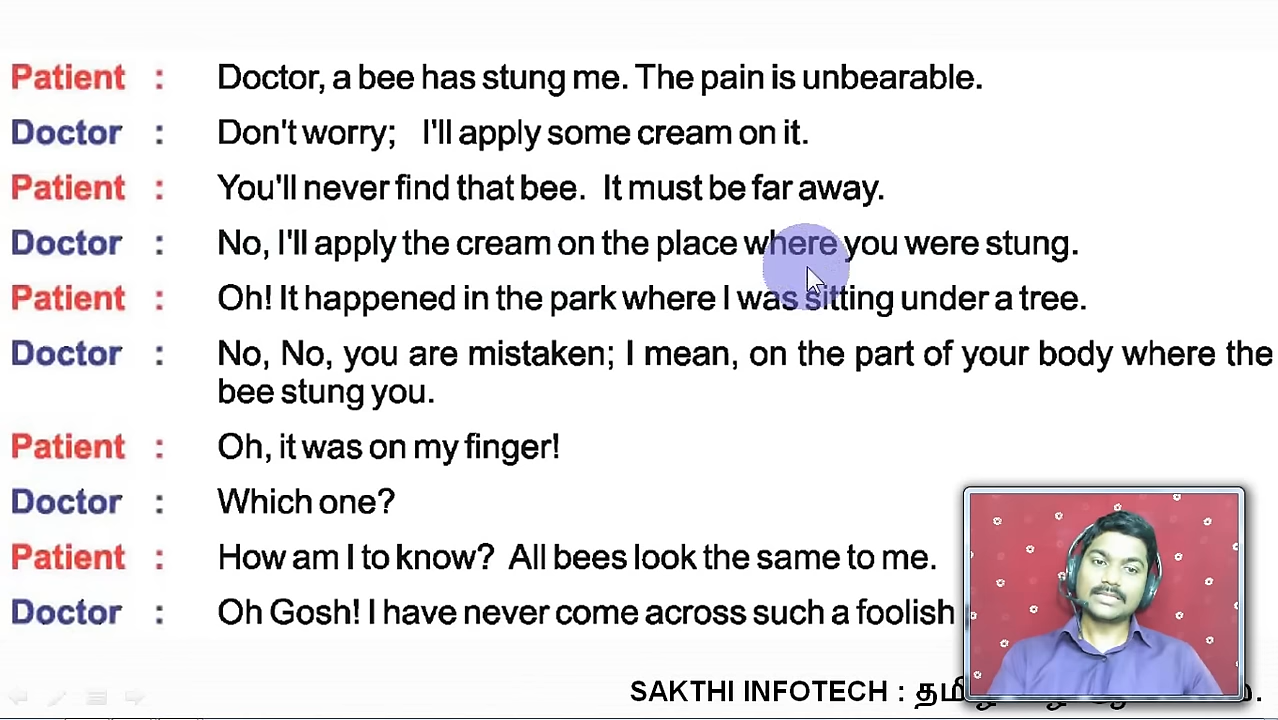 Patient : Doctor, a bee has stung me. The pain is unbearable.
Doctor : Don't worry; I'll apply some cream on it.
Patient : You'll never find that bee. It must be far away.
Doctor : No, I'll apply the cream on the place where you were stung.
Patient : Oh! It happened in the park where I was sitting under a tree.
Doctor : No, No, you are mistaken; I mean, on the part of your body where the
bee stung you.
Patient : Oh, it was on my finger!
Doctor : Which one?
Patient : How am I to know? All bees look the same to me.
Doctor : Oh Gosh! I have never come across such a foolish
SAKTHI INFOTECH :